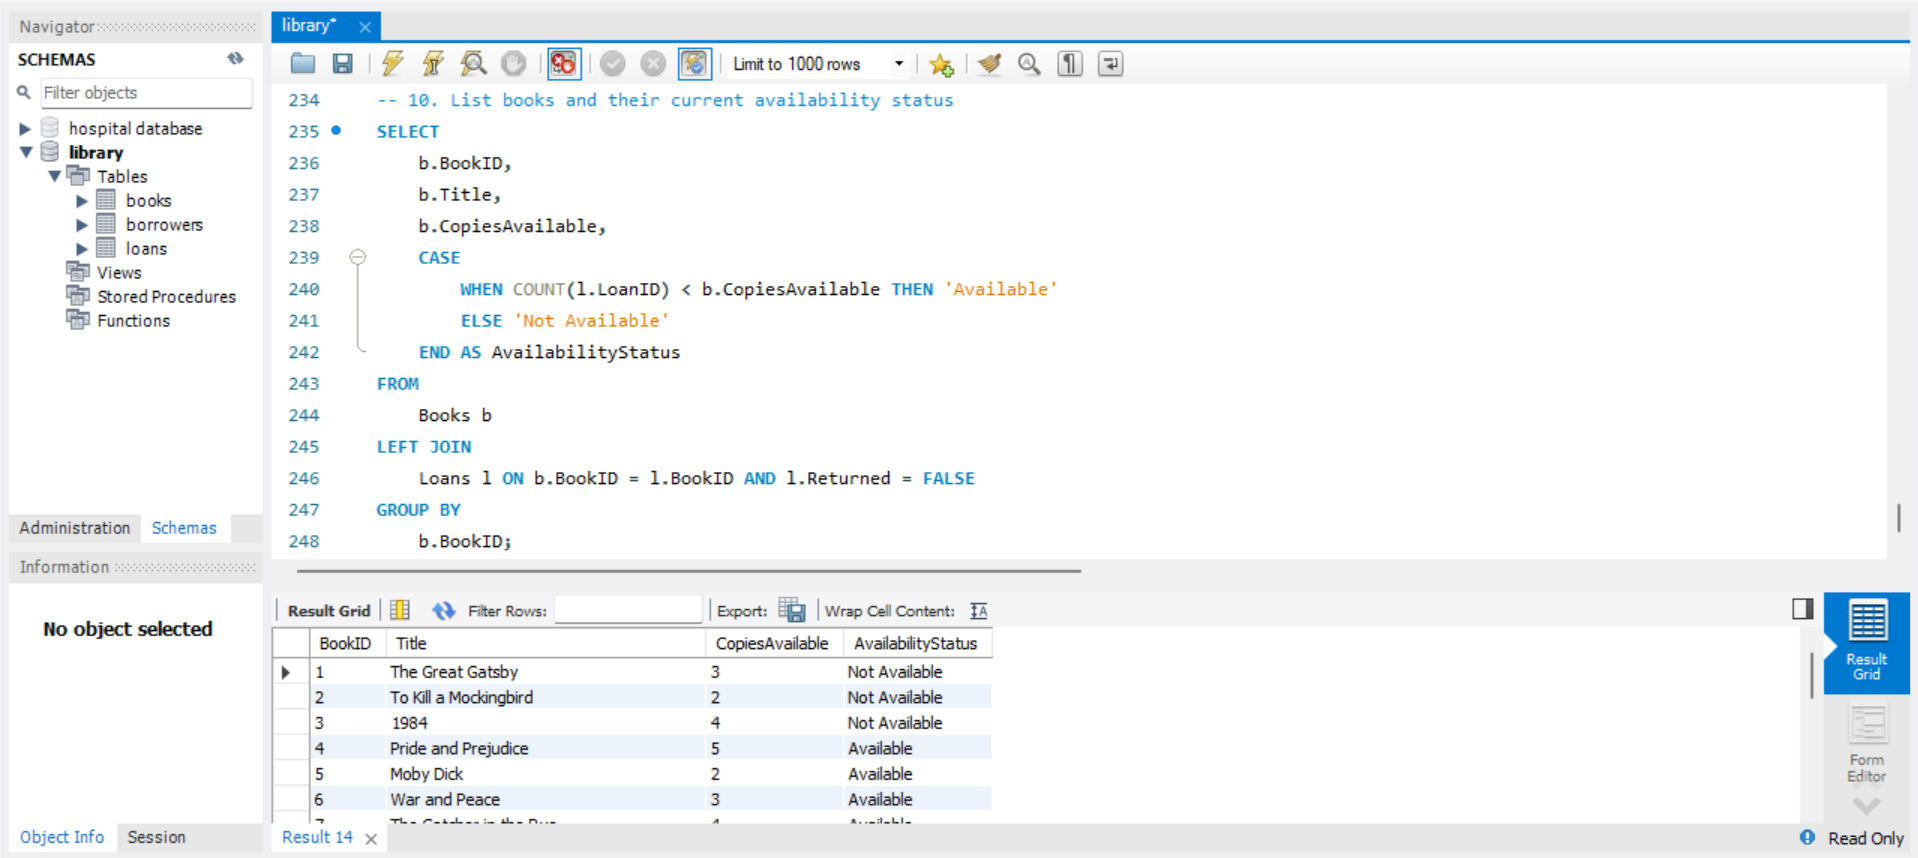 Navigator
SCHEMAS
Filter objects
hospital database
library
Tables
books
borrowers
loans
Views
Stored Procedures
Functions
Administration Schemas
Information
No object selected
Object Info Session
library*
Limit to 1000 rows
234 -- 10. List books and their current availability status
235 SELECT
236 b.BookID,
237 b.Title,
238 b.CopiesAvailable,
239 CASE
240 WHEN COUNT(l.LoanID) < b.CopiesAvailable THEN 'Available'
241 ELSE 'Not Available'
242 END AS AvailabilityStatus
243 FROM
244 Books b
245 LEFT JOIN
246 Loans l ON b.BookID = l.BookID AND l.Returned = FALSE
247 GROUP BY
248 b.BookID;
Result Grid Filter Rows: Export: Wrap Cell Content:
BookID Title CopiesAvailable AvailabilityStatus
1 The Great Gatsby 3 Not Available
2 To Kill a Mockingbird 2 Not Available
3 1984 4 Not Available
4 Pride and Prejudice 5 Available
5 Moby Dick 2 Available
6 War and Peace 3 Available
Result 14
Result
Grid
Form
Editor
Read Only